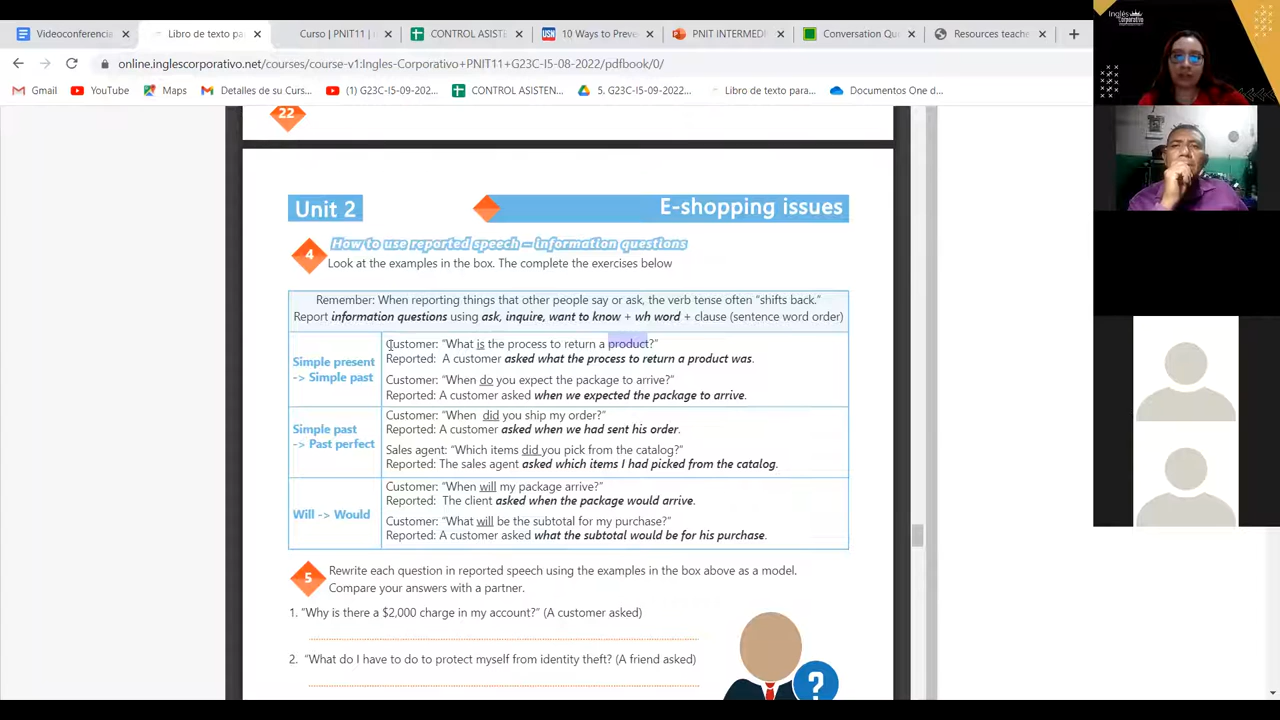 Videoconferencia
Libro de texto pa
Curso | PNIT11 |
CONTROL ASIST
10 Ways to Preve
PNIT INTERMED
Conversation Qu
Resources teache
online.inglescorporativo.net/courses/course-v1:Ingles-Corporativo+PNT11+G23C-I5-08-2022/pdfbook/0/
Gmail
YouTube
Maps
Detalles de su Curs...
(1) G23C-I5-09-202...
CONTROL ASISTEN...
5. G23C-I5-09-2022...
Libro de texto para...
Documentos One d...
22
Unit 2
E-shopping issues
4
How to use reported speech – information questions
Look at the examples in the box. The complete the exercises below
Remember: When reporting things that other people say or ask, the verb tense often “shifts back.”
Report information questions using ask, inquire, want to know + wh word + clause (sentence word order)
Simple present
-> Simple past
Customer: “What is the process to return a product?”
Reported: A customer asked what the process to return a product was.
Customer: “When do you expect the package to arrive?”
Reported: A customer asked when we expected the package to arrive.
Simple past
-> Past perfect
Customer: “When did you ship my order?”
Reported: A customer asked when we had sent his order.
Sales agent: “Which items did you pick from the catalog?”
Reported: The sales agent asked which items I had picked from the catalog.
Will -> Would
Customer: “When will my package arrive?”
Reported: The client asked when the package would arrive.
Customer: “What will be the subtotal for my purchase?”
Reported: A customer asked what the subtotal would be for his purchase.
5
Rewrite each question in reported speech using the examples in the box above as a model.
Compare your answers with a partner.
1. “Why is there a $2,000 charge in my account?” (A customer asked)
2. “What do I have to do to protect myself from identity theft? (A friend asked)
?
Inglés
Corporativo